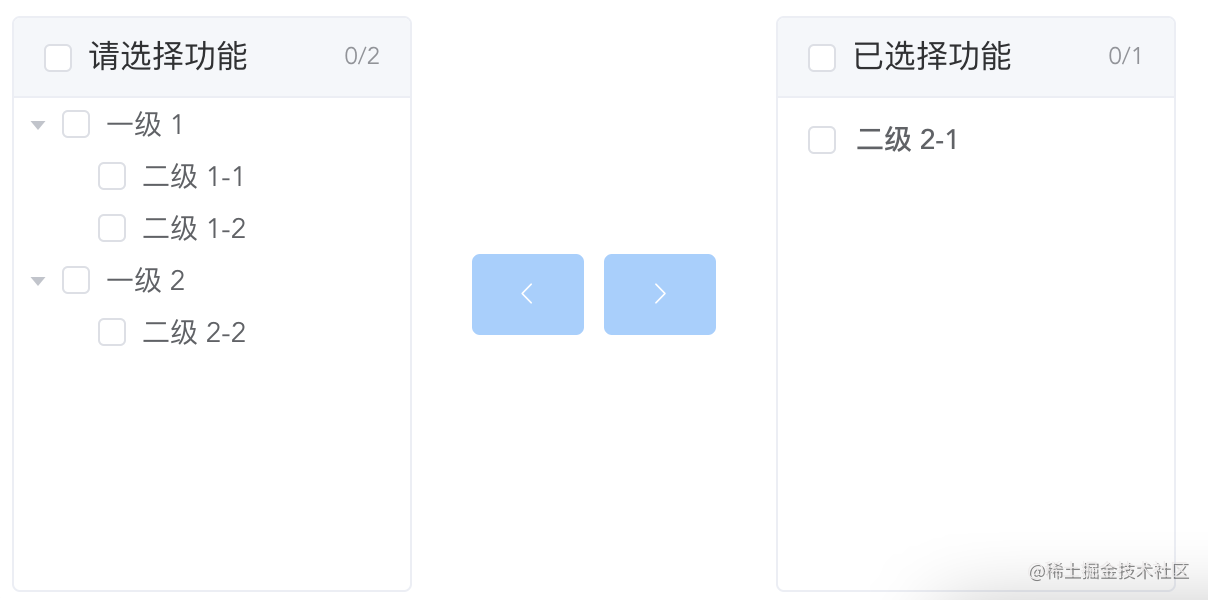 请选择功能 0/2
一级 1
二级 1-1
二级 1-2
一级 2
二级 2-2
已选择功能 0/1
二级 2-1
@稀土掘金技术社区